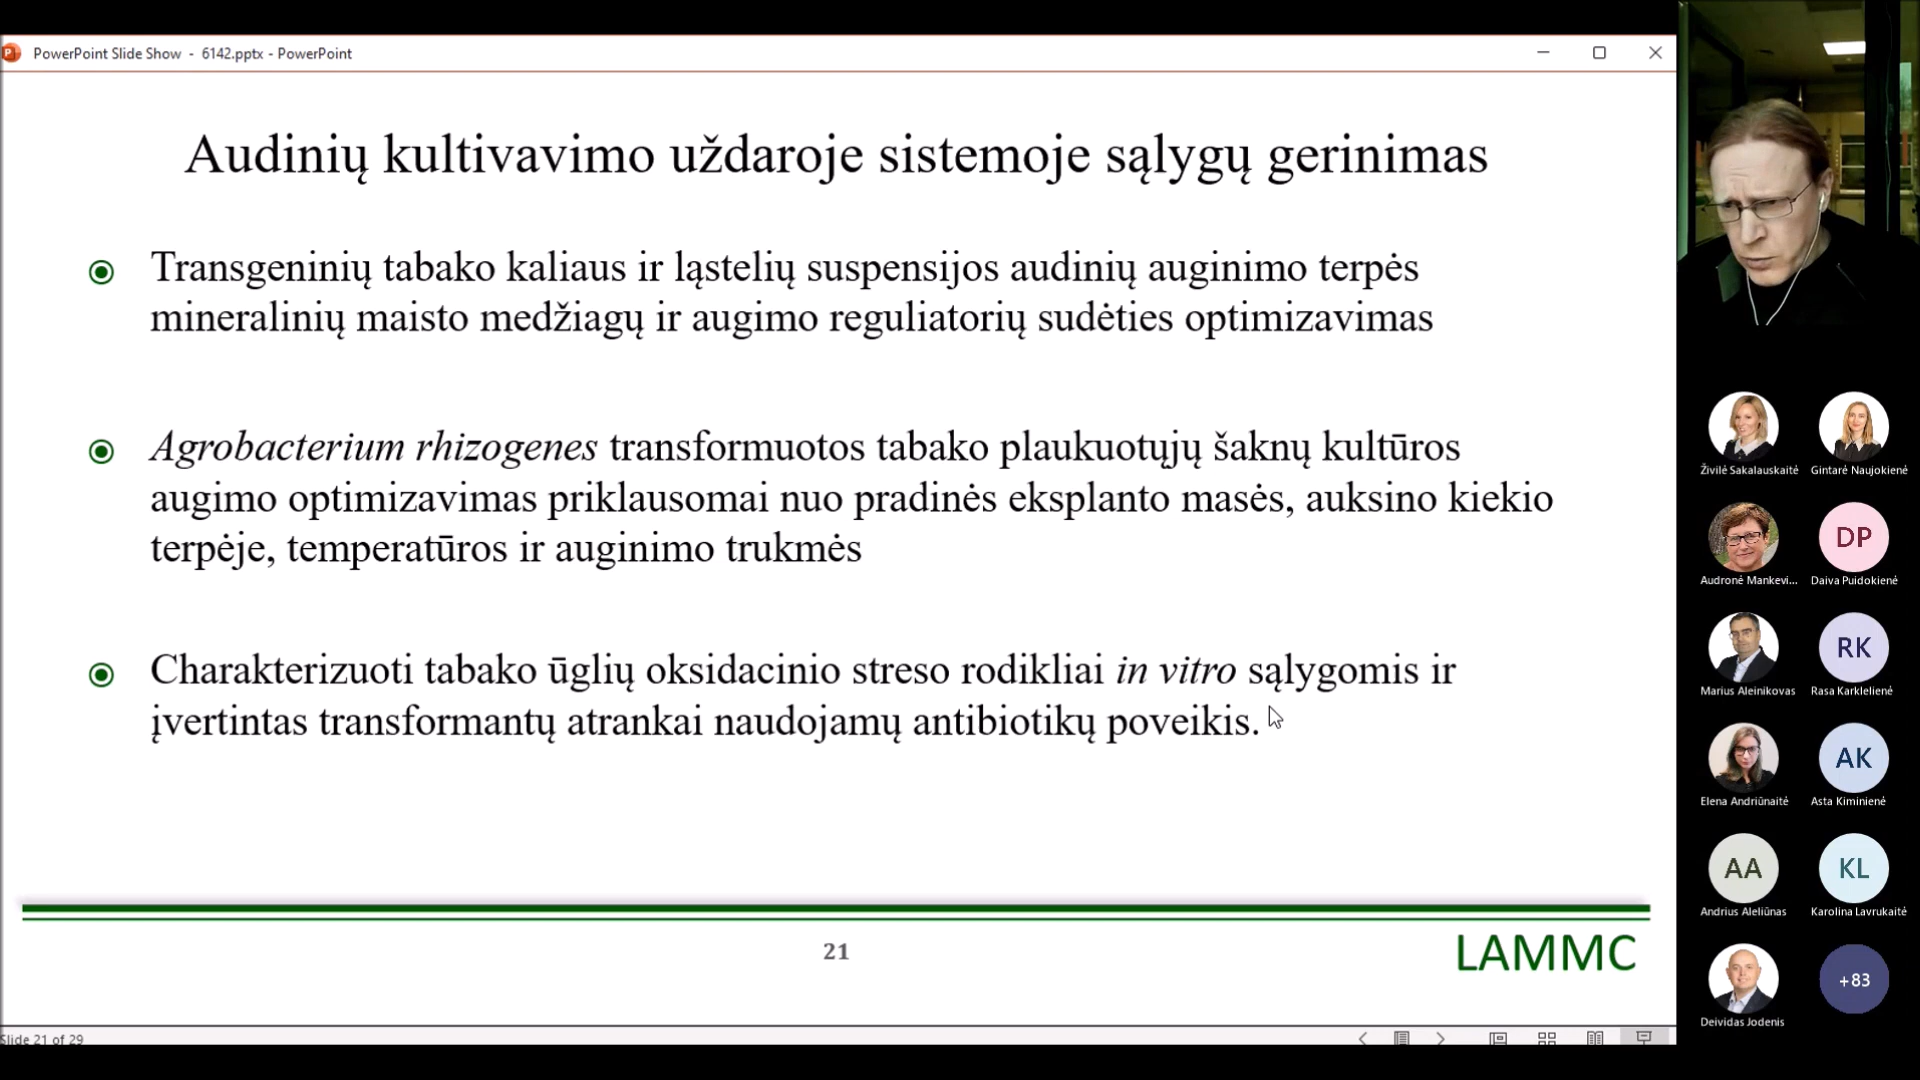 PowerPoint Slide Show - 6142.pptx - PowerPoint
Audinių kultivavimo uždaroje sistemoje sąlygų gerinimas
Transgeninių tabako kaliaus ir ląstelių suspensijos audinių auginimo terpės
mineralinių maisto medžiagų ir augimo reguliatorių sudėties optimizavimas
Agrobacterium rhizogenes transformuotos tabako plaukuotųjų šaknų kultūros
augimo optimizavimas priklausomai nuo pradinės eksplanto masės, auksino kiekio
terpėje, temperatūros ir auginimo trukmės
Charakterizuoti tabako ūglių oksidacinio streso rodikliai in vitro sąlygomis ir
įvertintas transformantų atrankai naudojamų antibiotikų poveikis.
21
LAMMC
Slide 21 of 29
Živilė Sakalauskaitė
Gintarė Naujokienė
Audronė Mankevi...
DP
Daiva Puidokienė
Marius Aleinikovas
RK
Rasa Karklelienė
Elena Andriūnaitė
AK
Asta Kiminienė
AA
Andrius Aleliūnas
KL
Karolina Lavrukaitė
Deividas Jodenis
+83